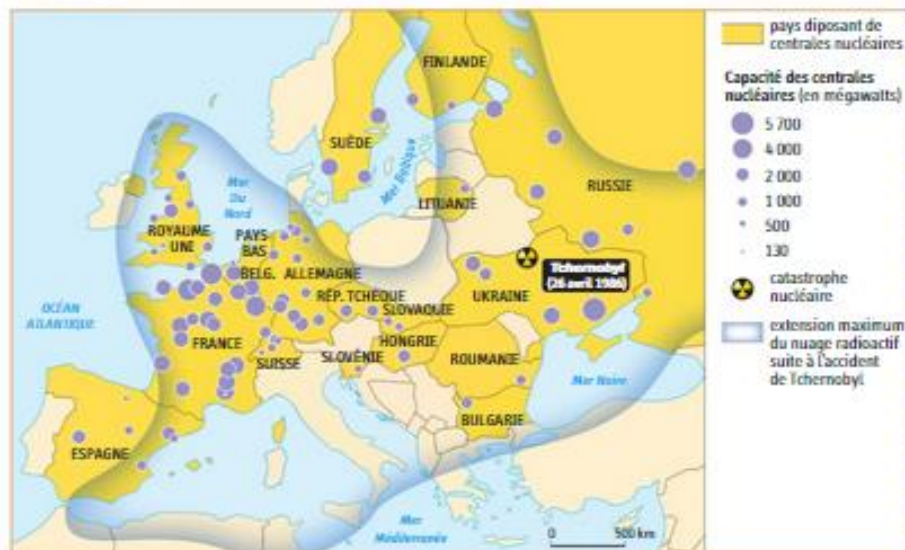 FINLANDE
SUÈDE
Mer Baltique
RUSSIE
LITUANIE
Mer
Du
Nord
ROYAUME
UNI
PAYS
BAS
BELG.
ALLEMAGNE
Tchernobyl
(26 avril 1986)
RÉP. TCHÈQUE
SLOVAQUIE
UKRAINE
OCÉAN
ATLANTIQUE
FRANCE
SUISSE
HONGRIE
SLOVÉNIE
ROUMANIE
Mer Noire
BULGARIE
ESPAGNE
Mer
Méditerranée
0 500 km
pays diposant de
centrales nucléaires
Capacité des centrales
nucléaires (en mégawatts)
5 700
4 000
2 000
1 000
500
130
catastrophe
nucléaire
extension maximum
du nuage radioactif
suite à l'accident
de Tchernobyl